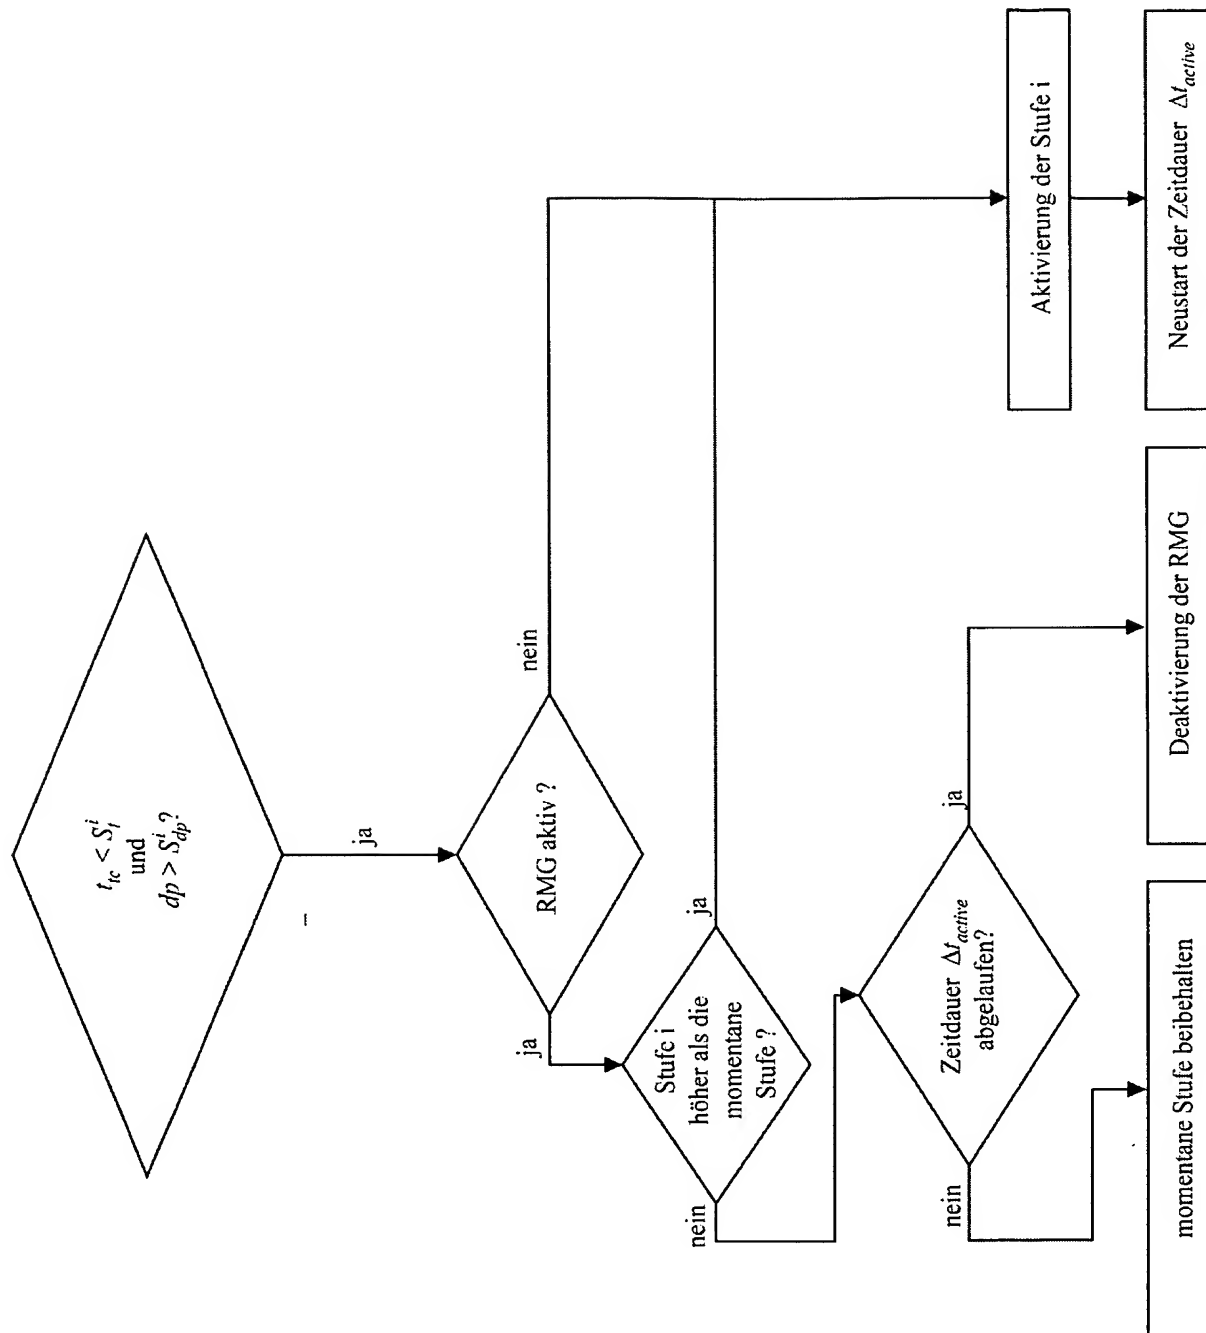 t_tc < S_t^i
und
dp > S_dp^i?
ja
RMG aktiv ?
nein
ja
Stufe i
höher als die
momentane
Stufe ?
ja
nein
Zeitdauer Δt_active
abgelaufen?
ja
nein
Aktivierung der Stufe i
Neustart der Zeitdauer Δt_active
Deaktivierung der RMG
momentane Stufe beibehalten